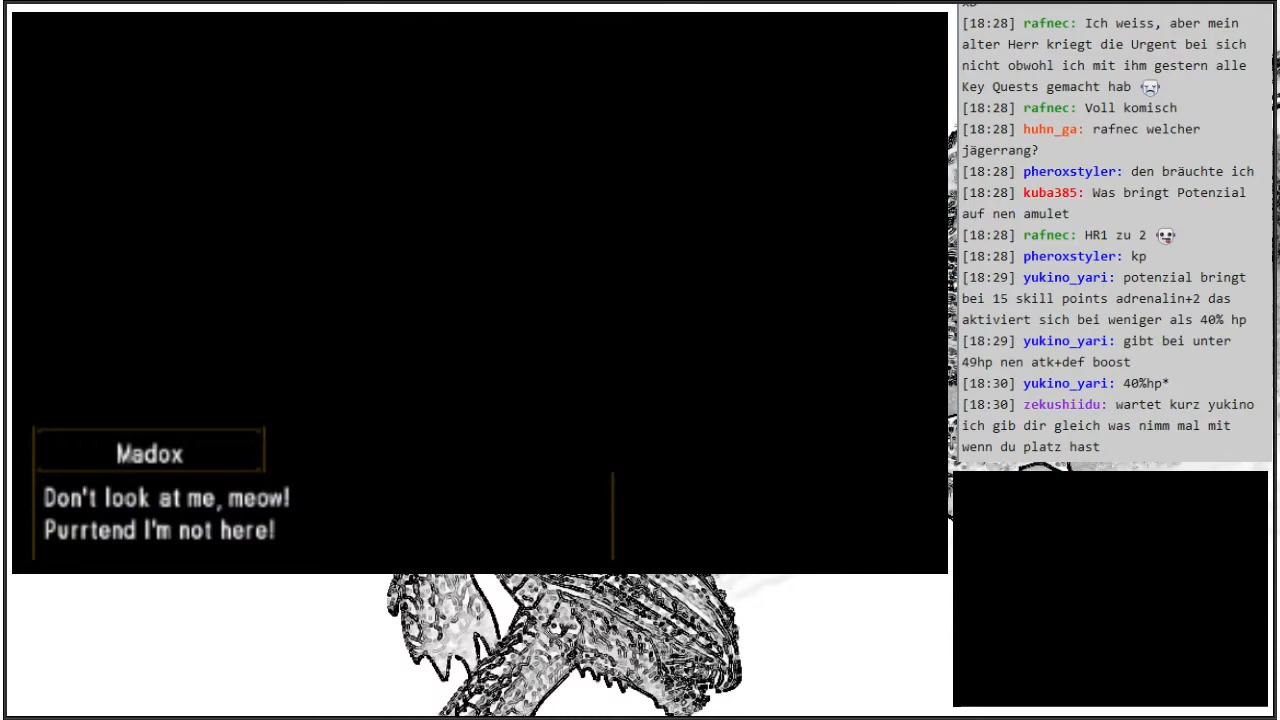 Madox
Don't look at me, meow!
Purrtend I'm not here!
[18:28] rafnec: Ich weiss, aber mein
alter Herr kriegt die Urgent bei sich
nicht obwohl ich mit ihm gestern alle
Key Quests gemacht hab
[18:28] rafnec: Voll komisch
[18:28] huhn_ga: rafnec welcher
jägerrang?
[18:28] pheroxstyler: den bräuchte ich
[18:28] kuba385: Was bringt Potenzial
auf nen amulet
[18:28] rafnec: HR1 zu 2
[18:28] pheroxstyler: kp
[18:29] yukino_yari: potenzial bringt
bei 15 skill points adrenalin+2 das
aktiviert sich bei weniger als 40% hp
[18:29] yukino_yari: gibt bei unter
49hp nen atk+def boost
[18:30] yukino_yari: 40%hp*
[18:30] zekushiidu: wartet kurz yukino
ich gib dir gleich was nimm mal mit
wenn du platz hast